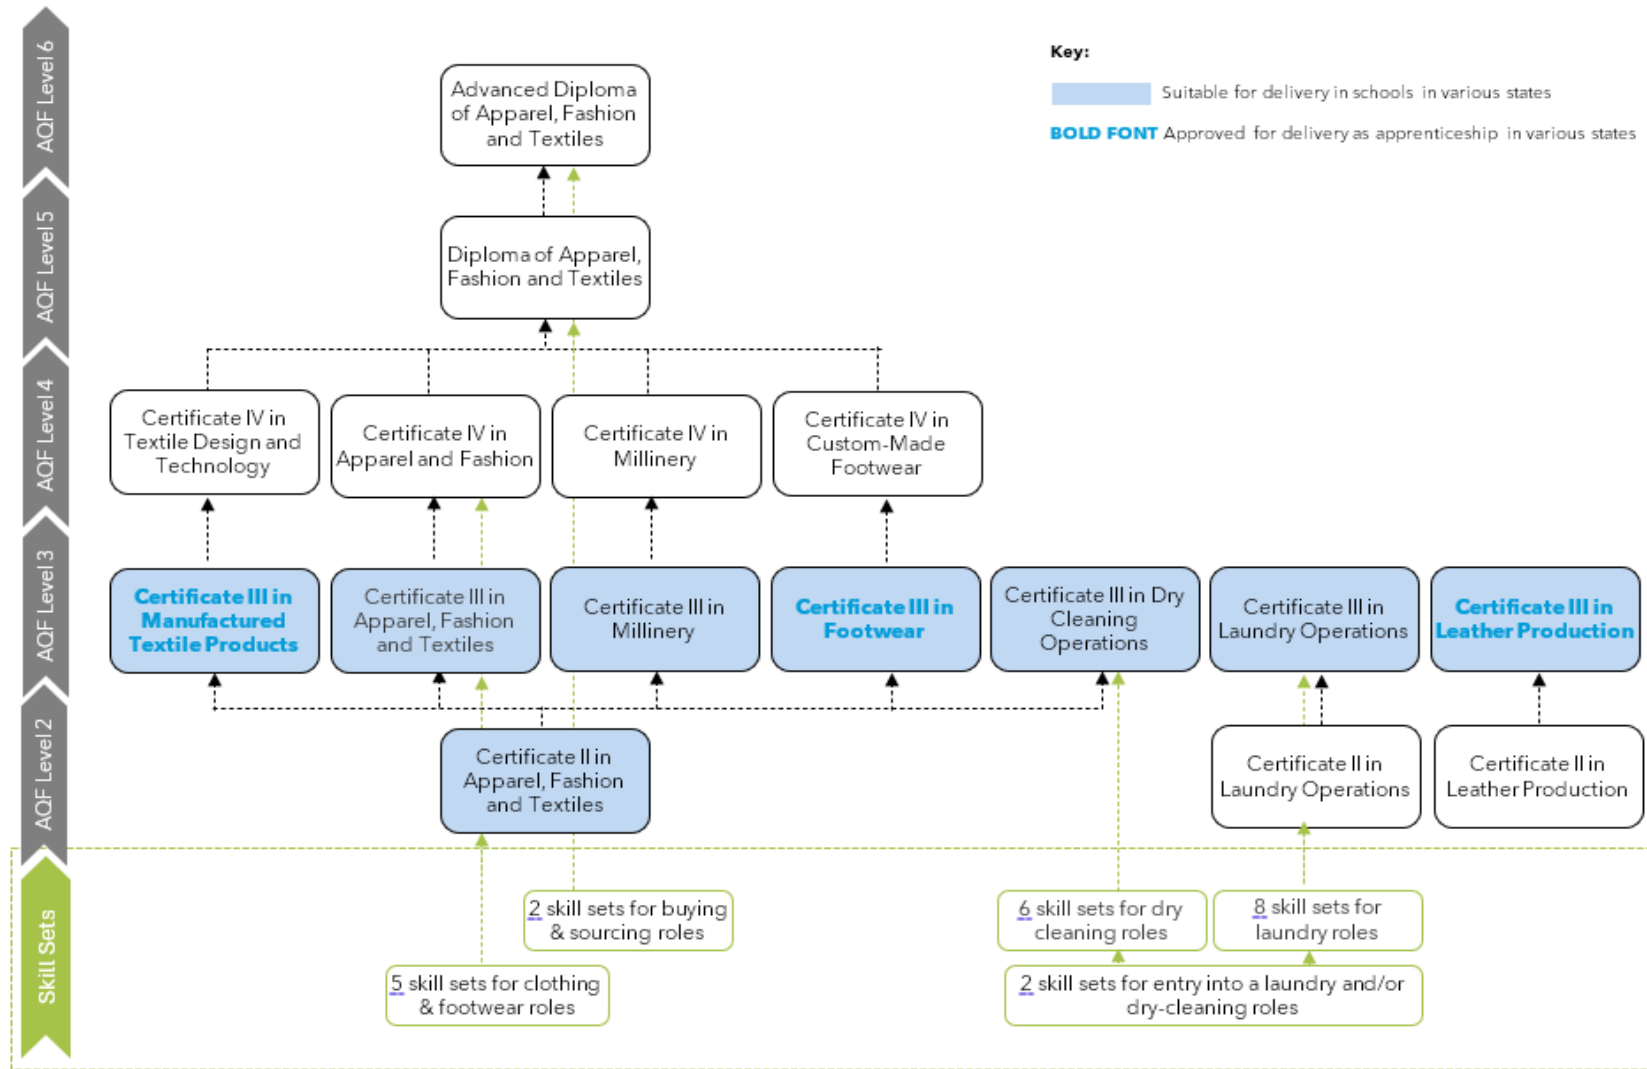 AQF Level 6
AQF Level 5
AQF Level 4
AQF Level 3
AQF Level 2
Skill Sets
Key:
Suitable for delivery in schools in various states
BOLD FONT Approved for delivery as apprenticeship in various states
Advanced Diploma
of Apparel, Fashion
and Textiles
Diploma of Apparel,
Fashion and Textiles
Certificate IV in
Textile Design and
Technology
Certificate IV in
Apparel and Fashion
Certificate IV in
Millinery
Certificate IV in
Custom-Made
Footwear
Certificate III in
Manufactured
Textile Products
Certificate III in
Apparel, Fashion
and Textiles
Certificate III in
Millinery
Certificate III in
Footwear
Certificate III in Dry
Cleaning
Operations
Certificate III in
Laundry Operations
Certificate III in
Leather Production
Certificate II in
Apparel, Fashion
and Textiles
Certificate II in
Laundry Operations
Certificate II in
Leather Production
2 skill sets for buying
& sourcing roles
6 skill sets for dry
cleaning roles
8 skill sets for
laundry roles
5 skill sets for clothing
& footwear roles
2 skill sets for entry into a laundry and/or
dry-cleaning roles